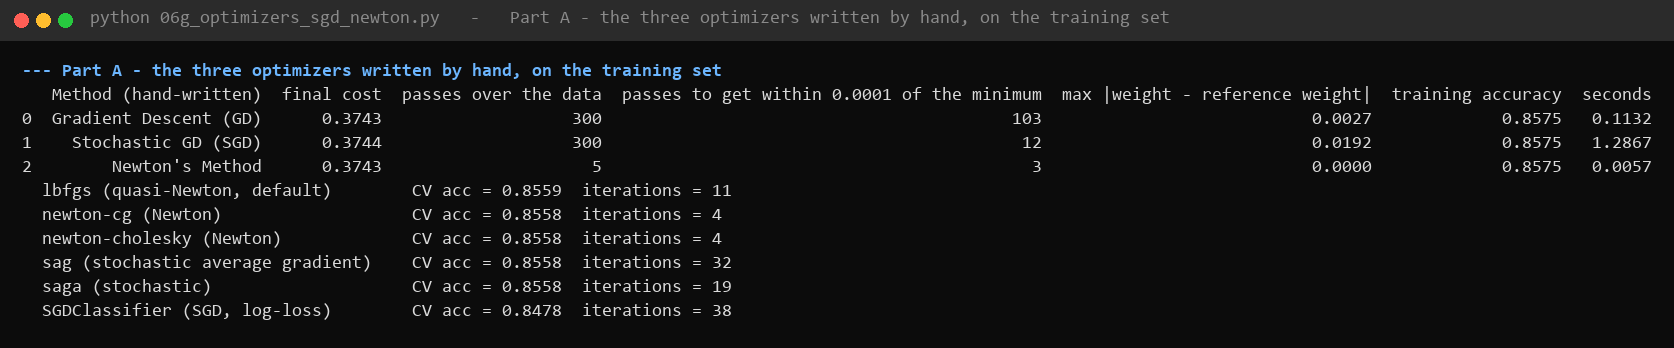 python 06g_optimizers_sgd_newton.py   -   Part A - the three optimizers written by hand, on the training set
--- Part A - the three optimizers written by hand, on the training set
   Method (hand-written)  final cost  passes over the data  passes to get within 0.0001 of the minimum  max |weight - reference weight|  training accuracy  seconds
0  Gradient Descent (GD)      0.3743                   300                                         103                           0.0027             0.8575   0.1132
1    Stochastic GD (SGD)      0.3744                   300                                          12                           0.0192             0.8575   1.2867
2        Newton's Method      0.3743                     5                                           3                           0.0000             0.8575   0.0057
  lbfgs (quasi-Newton, default)        CV acc = 0.8559  iterations = 11
  newton-cg (Newton)                   CV acc = 0.8558  iterations = 4
  newton-cholesky (Newton)             CV acc = 0.8558  iterations = 4
  sag (stochastic average gradient)    CV acc = 0.8558  iterations = 32
  saga (stochastic)                    CV acc = 0.8558  iterations = 19
  SGDClassifier (SGD, log-loss)        CV acc = 0.8478  iterations = 38